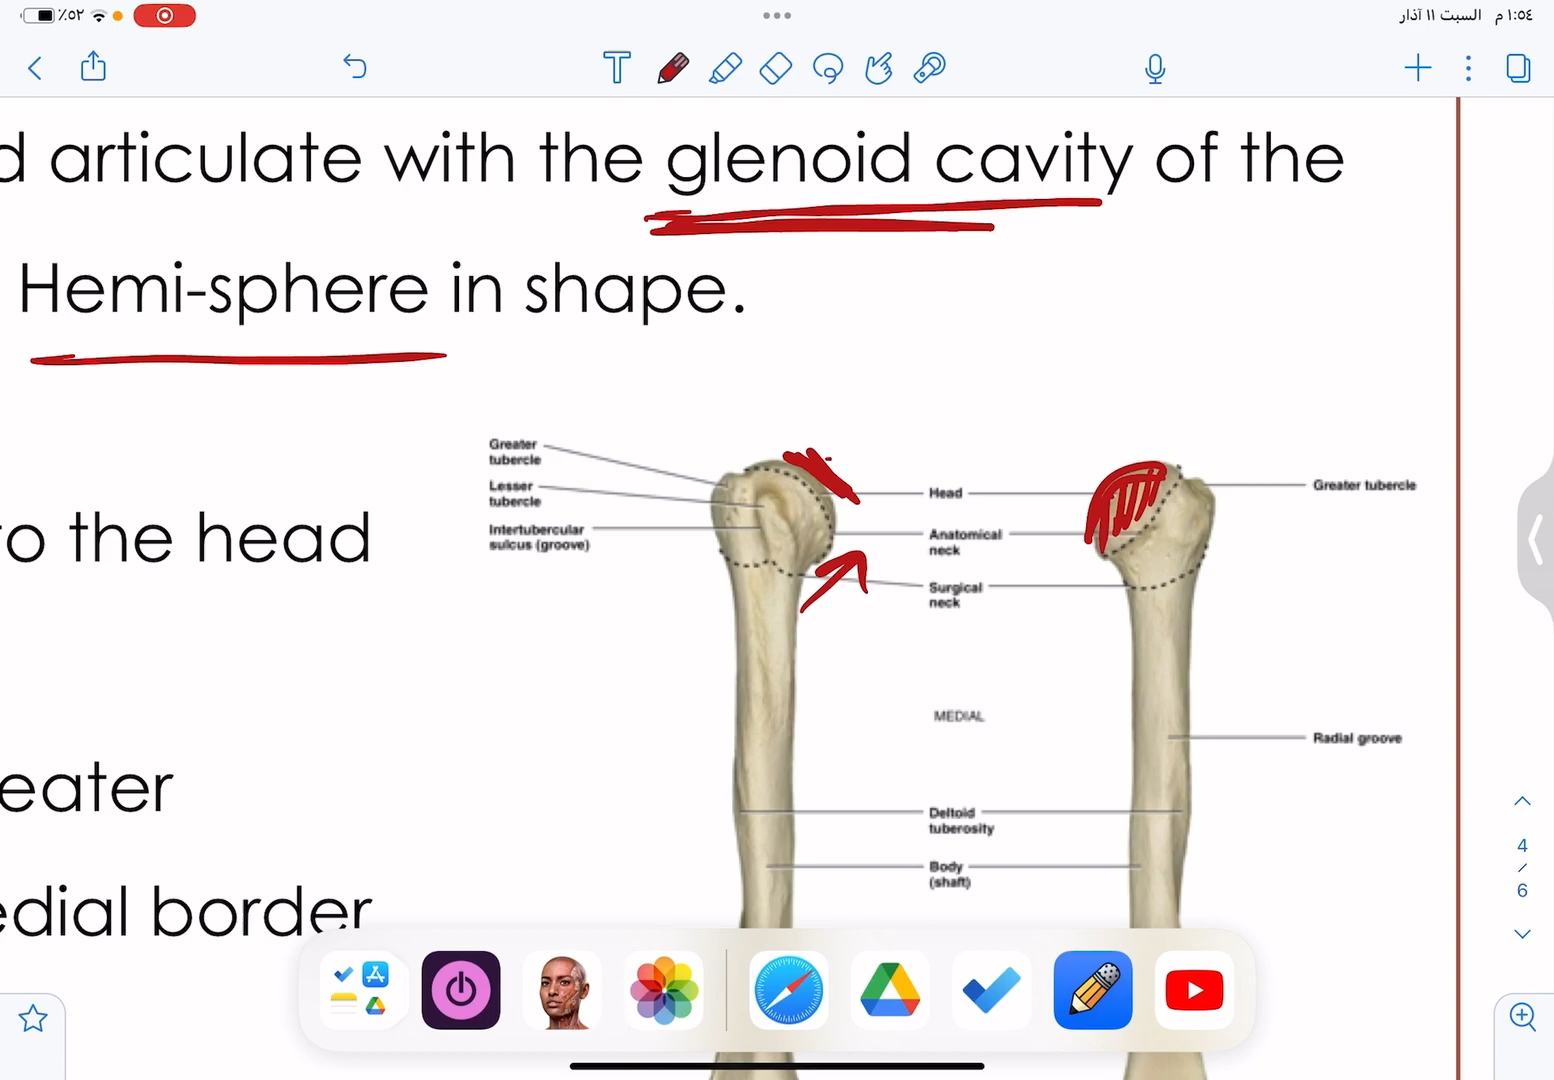 ٪٥٢
١:٥٤ م السبت ١١ آذار
d articulate with the glenoid cavity of the
Hemi-sphere in shape.
to the head
eater
edial border
Greater
tubercle
Lesser
tubercle
Intertubercular
sulcus (groove)
Head
Anatomical
neck
Surgical
neck
Greater tubercle
MEDIAL
Radial groove
Deltoid
tuberosity
Body
(shaft)
4
/
6